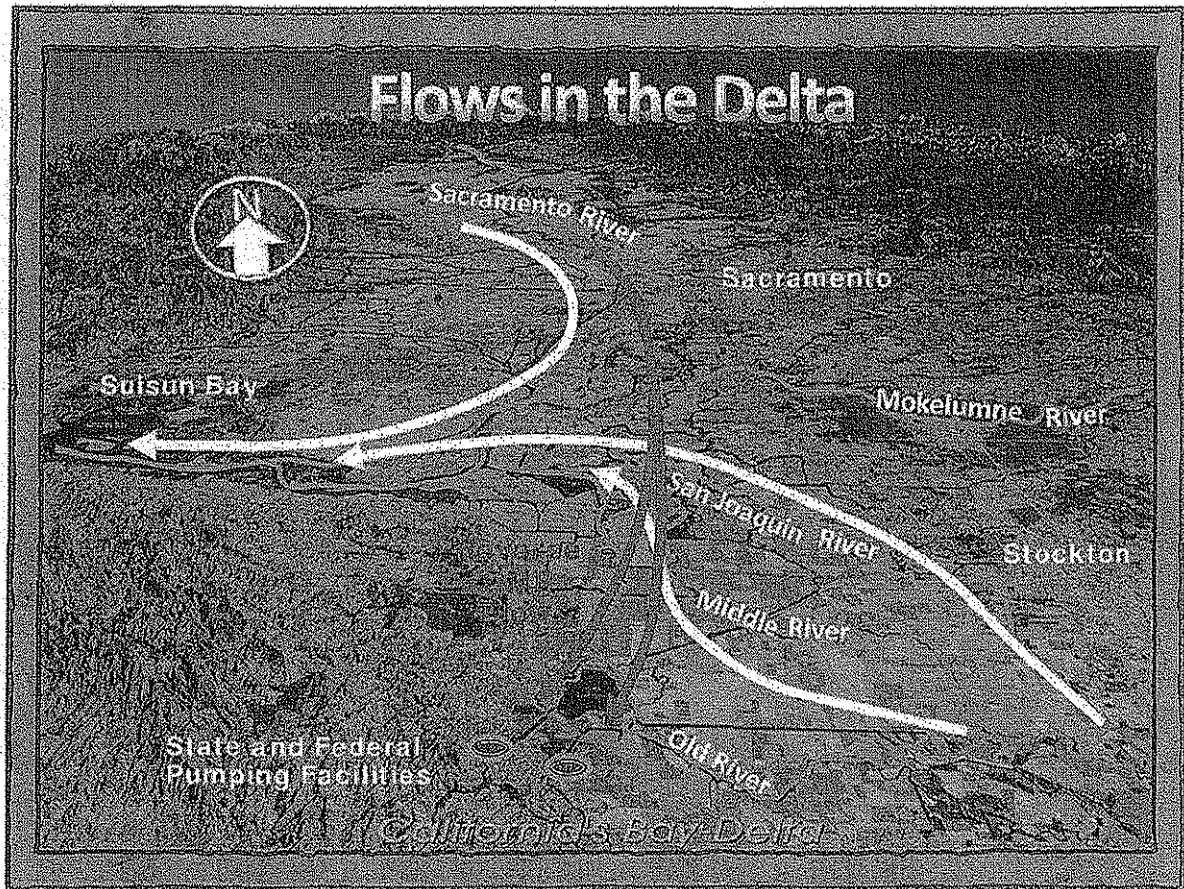 Flows in the Delta
N
Sacramento River
Sacramento
Suisun Bay
Mokelumne River
San Joaquin River
Stockton
Middle River
State and Federal
Pumping Facilities
Old River
California's Bay-Delta